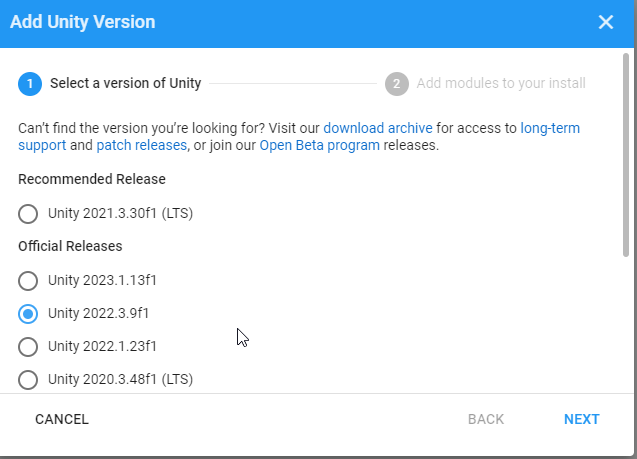 Add Unity Version
1 Select a version of Unity 2 Add modules to your install
Can't find the version you're looking for? Visit our download archive for access to long-term
support and patch releases, or join our Open Beta program releases.
Recommended Release
Unity 2021.3.30f1 (LTS)
Official Releases
Unity 2023.1.13f1
Unity 2022.3.9f1
Unity 2022.1.23f1
Unity 2020.3.48f1 (LTS)
CANCEL BACK NEXT